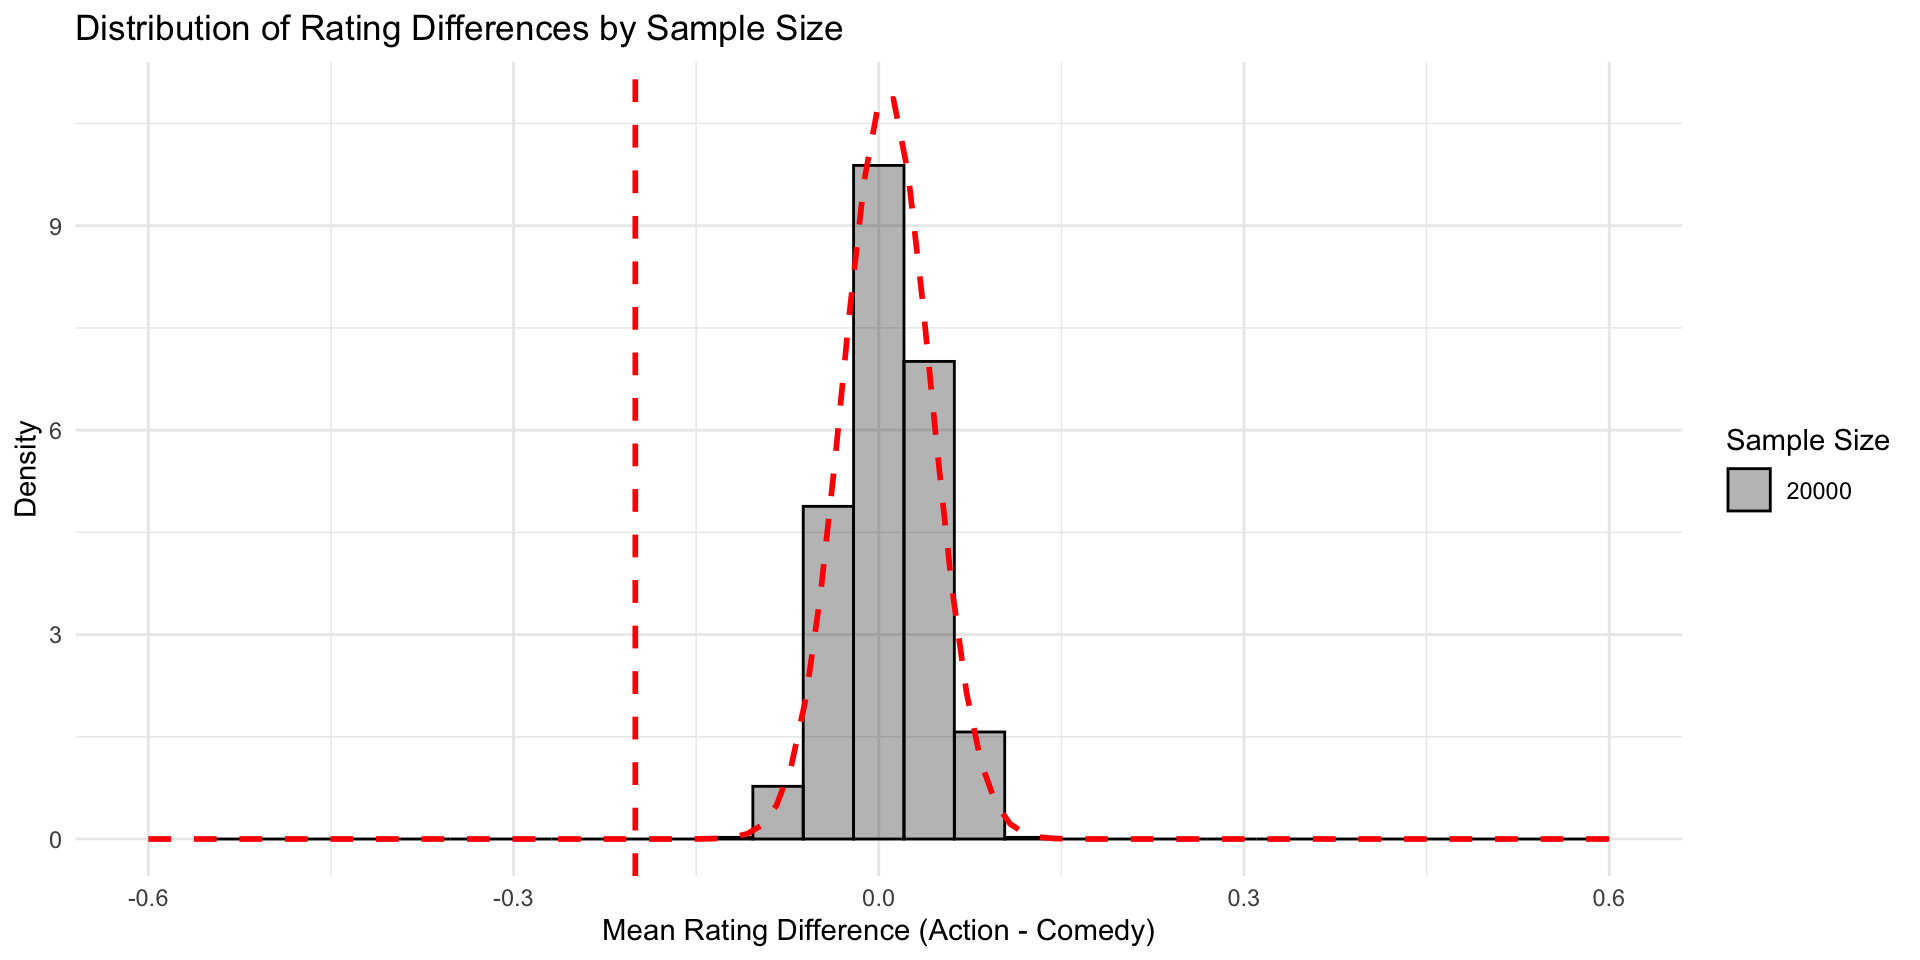 Distribution of Rating Differences by Sample Size
Density
9
6
3
0
-0.6
-0.3
0.0
0.3
0.6
Mean Rating Difference (Action - Comedy)
Sample Size
20000